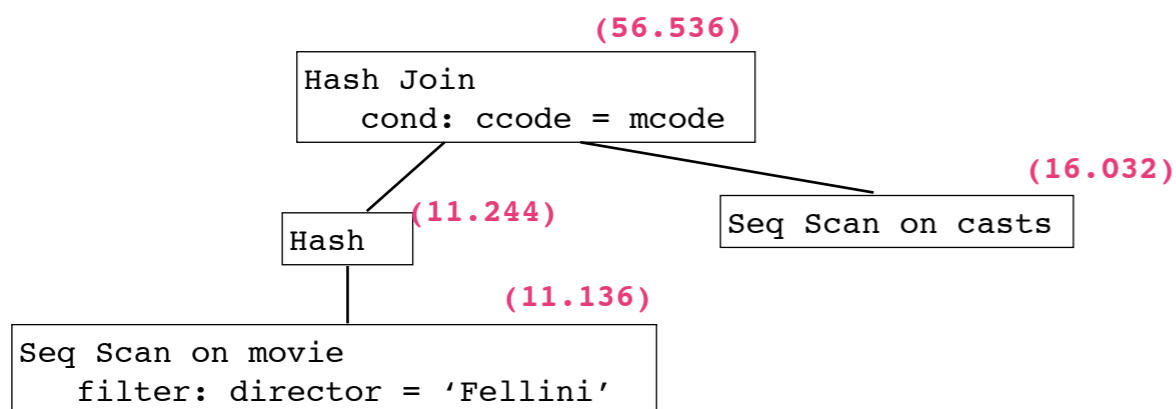 (56.536)
Hash Join
cond: ccode = mcode
(16.032)
Seq Scan on casts
(11.244)
Hash
(11.136)
Seq Scan on movie
filter: director = ‘Fellini’